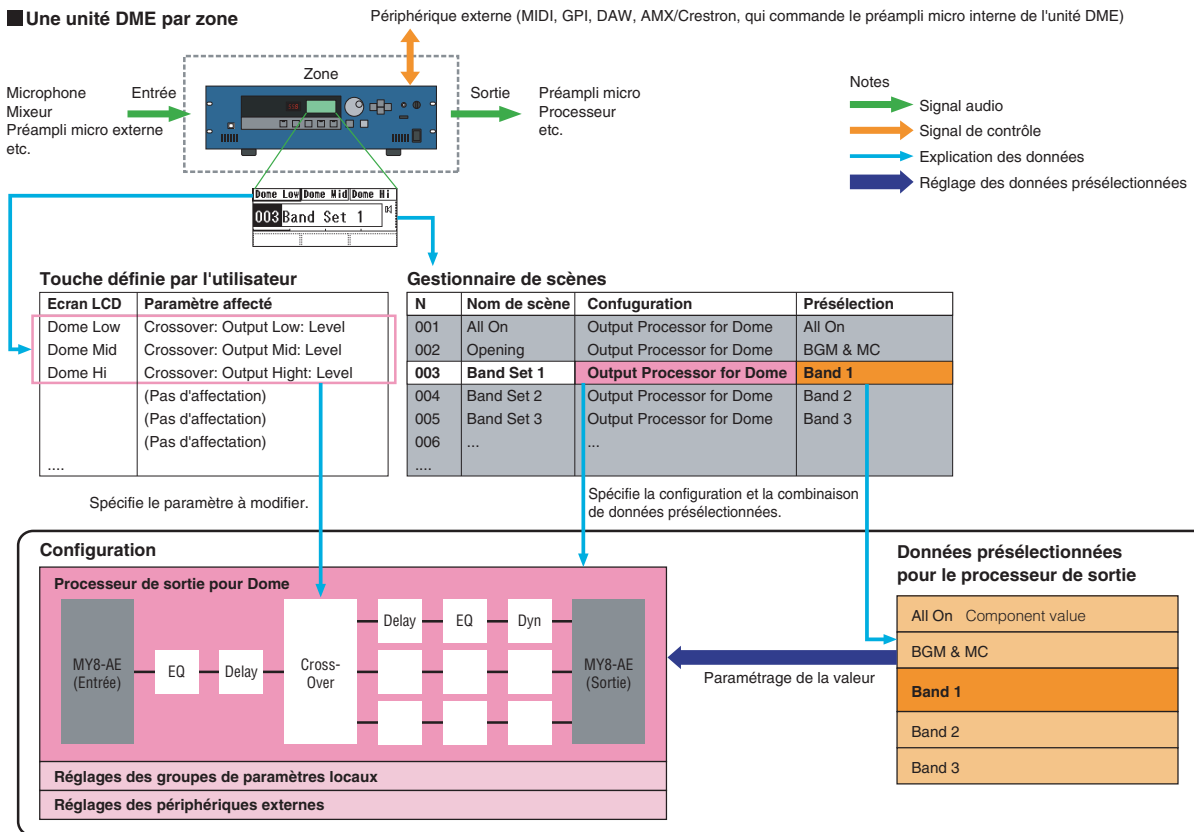 Une unité DME par zone
Périphérique externe (MIDI, GPI, DAW, AMX/Crestron, qui commande le préampli micro interne de l'unité DME)
Zone
Microphone
Mixeur
Préampli micro externe
etc.
Entrée
Sortie
Préampli micro
Processeur
etc.
Notes
Signal audio
Signal de contrôle
Explication des données
Réglage des données présélectionnées
Dome Low Dome Mid Dome Hi
003 Band Set 1
Touche définie par l'utilisateur
Ecran LCD Paramètre affecté
Dome Low Crossover: Output Low: Level
Dome Mid Crossover: Output Mid: Level
Dome Hi Crossover: Output Hight: Level
(Pas d'affectation)
(Pas d'affectation)
(Pas d'affectation)
....
Gestionnaire de scènes
N Nom de scène Confuguration Présélection
001 All On Output Processor for Dome All On
002 Opening Output Processor for Dome BGM & MC
003 Band Set 1 Output Processor for Dome Band 1
004 Band Set 2 Output Processor for Dome Band 2
005 Band Set 3 Output Processor for Dome Band 3
006 ... ...
....
Spécifie le paramètre à modifier.
Spécifie la configuration et la combinaison
de données présélectionnées.
Configuration
Processeur de sortie pour Dome
MY8-AE
(Entrée)
EQ
Delay
Cross-
Over
Delay
EQ
Dyn
MY8-AE
(Sortie)
Réglages des groupes de paramètres locaux
Réglages des périphériques externes
Paramétrage de la valeur
Données présélectionnées
pour le processeur de sortie
All On Component value
BGM & MC
Band 1
Band 2
Band 3